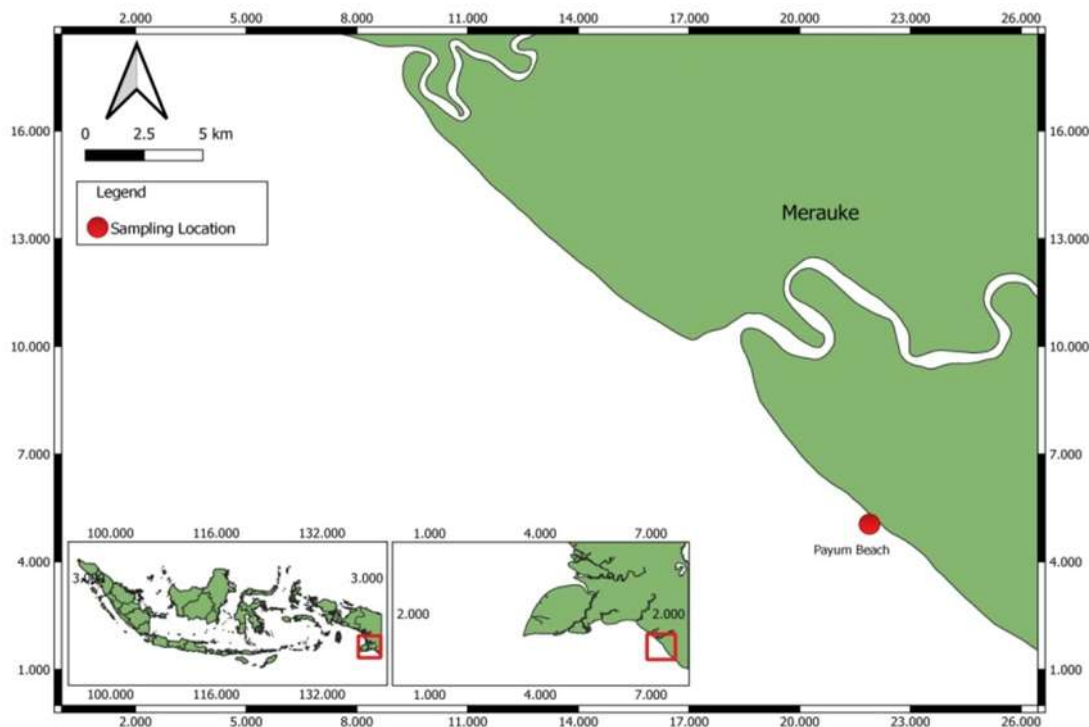 2.000 5.000 8.000 11.000 14.000 17.000 20.000 23.000 26.000
0 2.5 5 km
16.000 16.000
Legend
Sampling Location
Merauke
13.000 13.000
10.000 10.000
7.000 7.000
Payum Beach
4.000 4.000
100.000 116.000 132.000
3.000 3.000
100.000 116.000 132.000
1.000 4.000 7.000
2.000 2.000
1.000 4.000 7.000
1.000 1.000
2.000 5.000 8.000 11.000 14.000 17.000 20.000 23.000 26.000